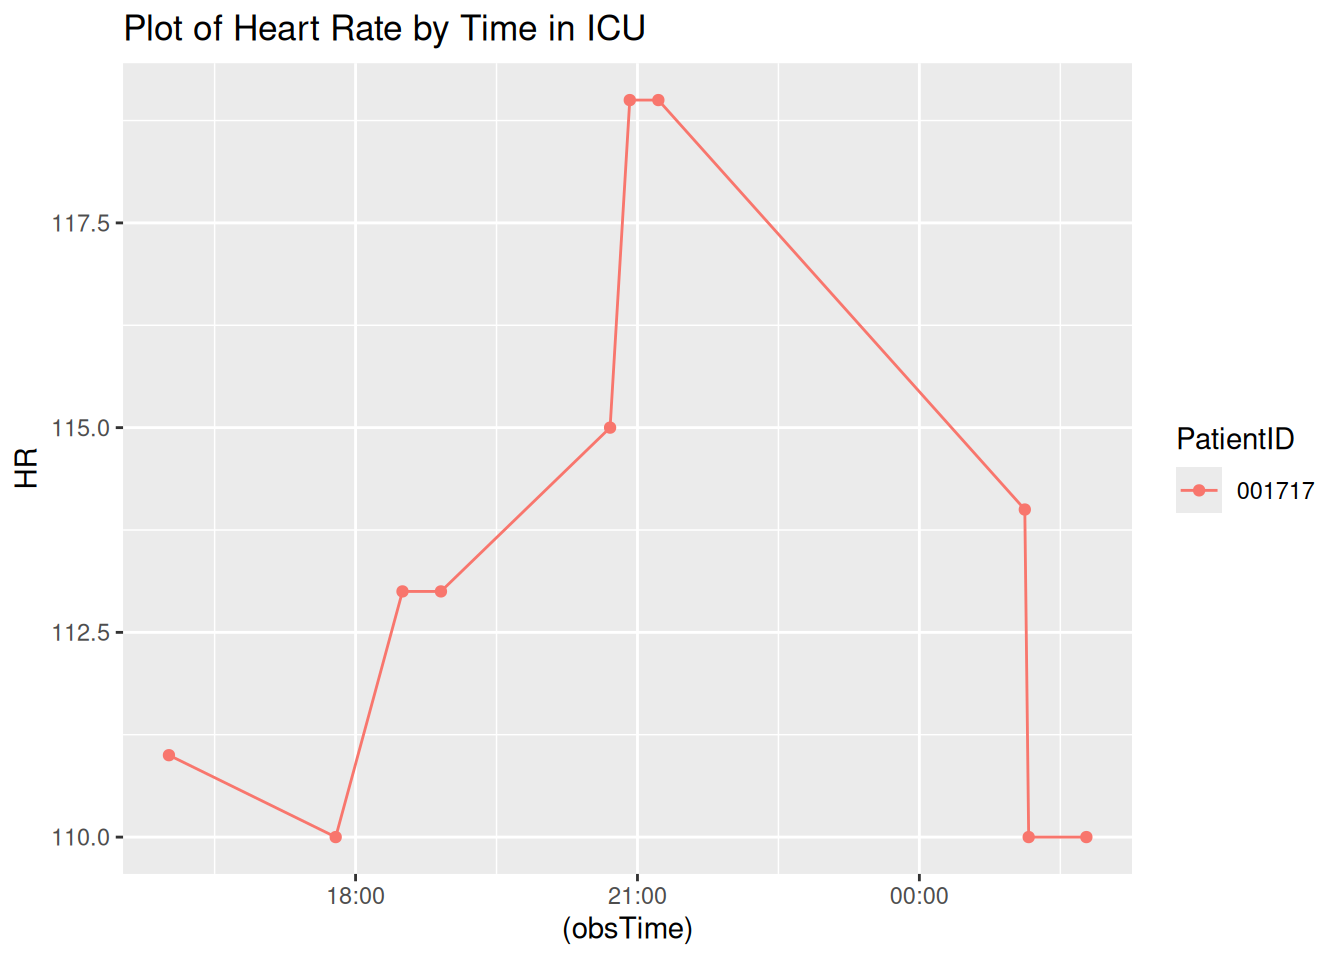 Plot of Heart Rate by Time in ICU
117.5
115.0
112.5
110.0
HR
18:00
21:00
00:00
(obsTime)
PatientID
001717